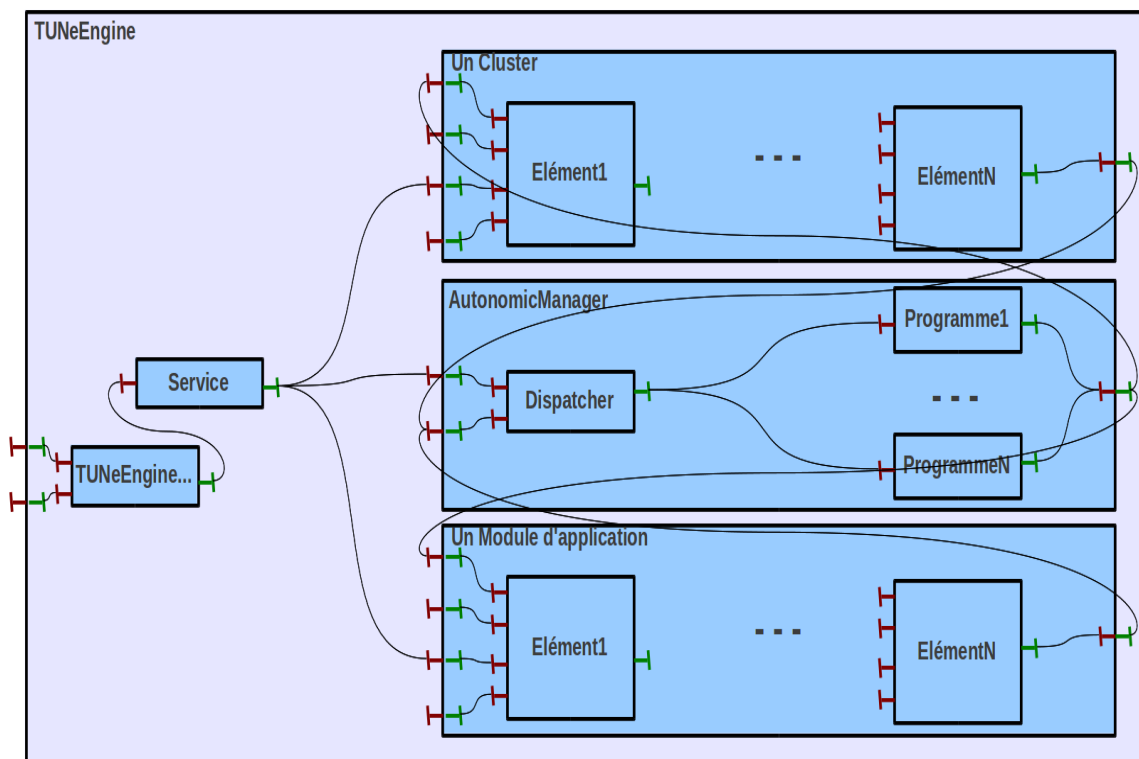 TUNeEngine
Un Cluster
Elément1
- - -
ElémentN
AutonomicManager
Programme1
Service
Dispatcher
- - -
TUNeEngine...
ProgrammeN
Un Module d'application
Elément1
- - -
ElémentN